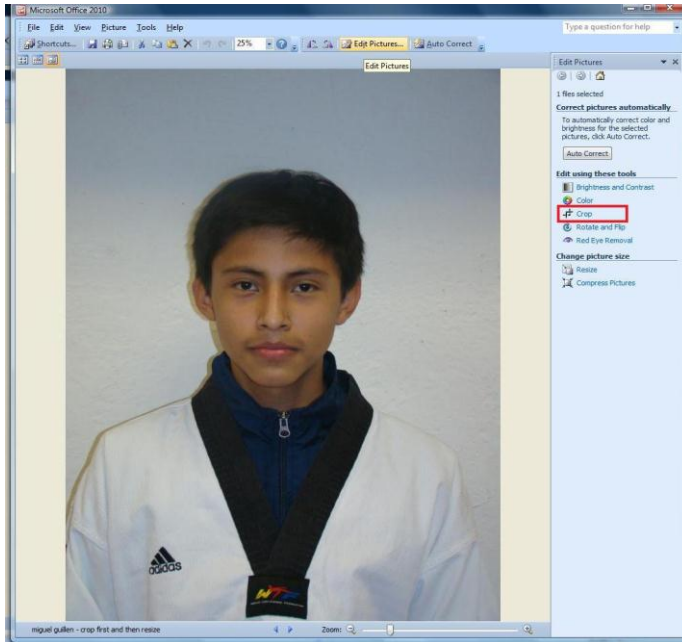 Microsoft Office 2010
File Edit View Picture Tools Help
Type a question for help
Shortcuts... 25% Edit Pictures... Auto Correct
Edit Pictures
Edit Pictures
1 files selected
Correct pictures automatically
To automatically correct color and
brightness for the selected
pictures, click Auto Correct.
Auto Correct
Edit using these tools
Brightness and Contrast
Color
Crop
Rotate and Flip
Red Eye Removal
Change picture size
Resize
Compress Pictures
adidas
WTF
miguel guillen - crop first and then resize Zoom: